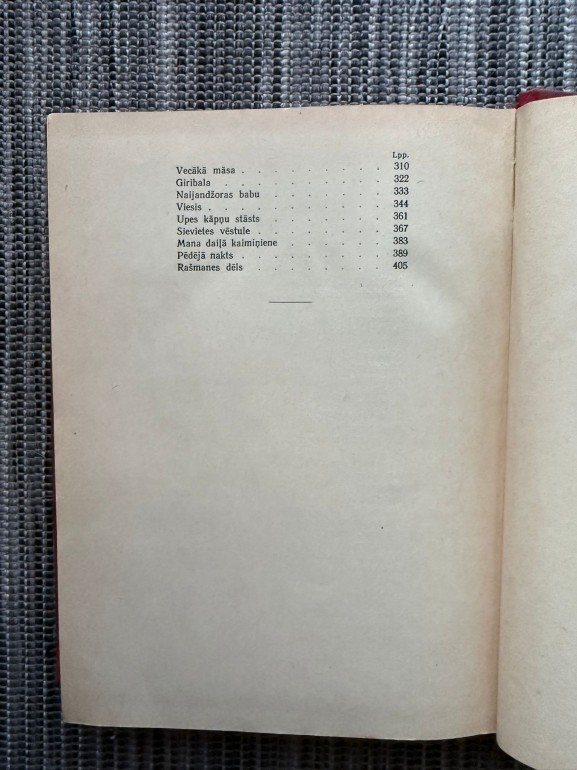 Lpp.
Vecākā māsa . . . . . . . . . 310
Giribala . . . . . . . . . 322
Naijandžoras babu . . . . . . . 333
Viesis . . . . . . . . . . 344
Upes kāpņu stāsts . . . . . . . 361
Sievietes vēstule . . . . . . . . 367
Mana daiļā kaimiņiene . . . . . . 383
Pēdējā nakts . . . . . . . . . 389
Rašmanes dēls . . . . . . . . 405